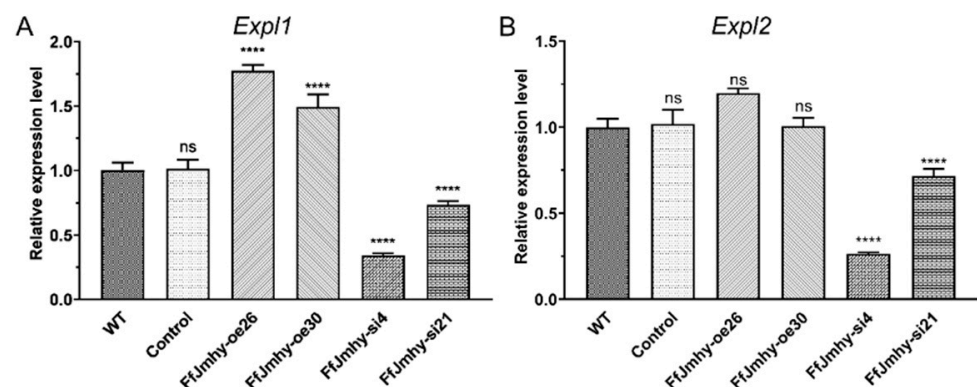 A
Expl1
Relative expression level
2.0
1.5
1.0
0.5
0.0
ns
****
****
****
****
WT
Control
FfJmhy-oe26
FfJmhy-oe30
FfJmhy-si4
FfJmhy-si21
B
Expl2
Relative expression level
1.5
1.0
0.5
0.0
ns
ns
ns
****
****
WT
Control
FfJmhy-oe26
FfJmhy-oe30
FfJmhy-si4
FfJmhy-si21